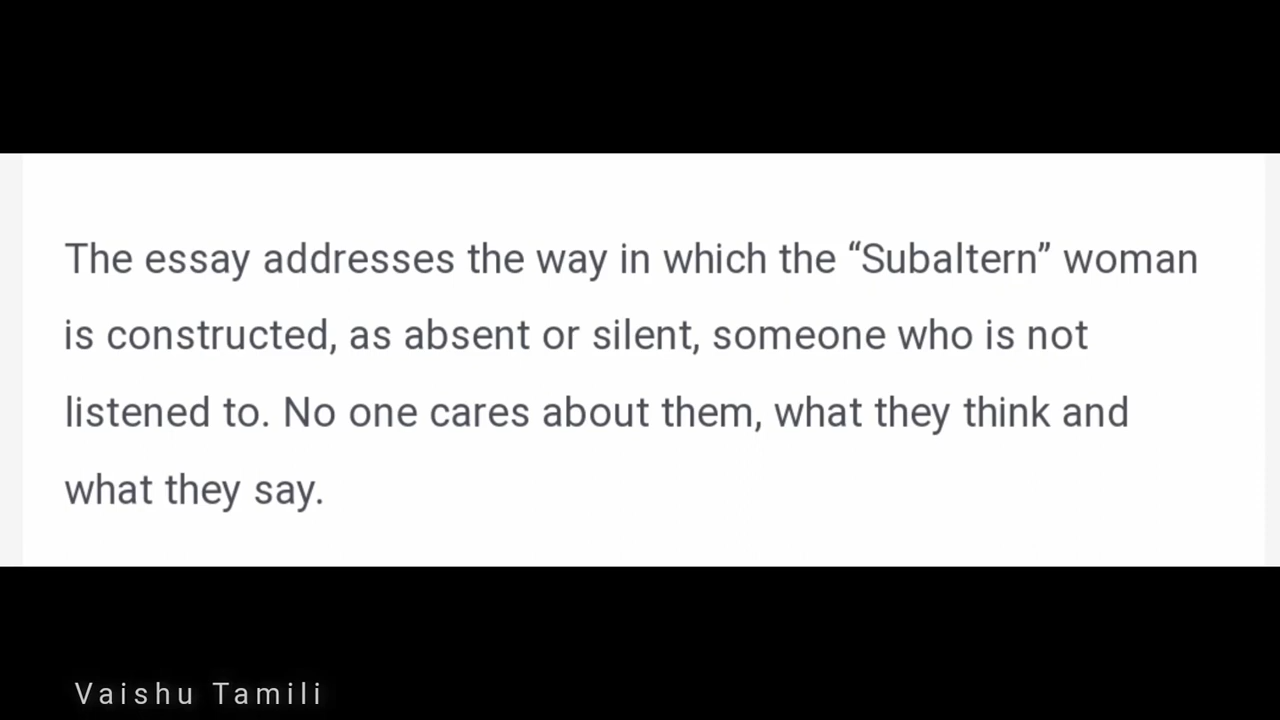 The essay addresses the way in which the “Subaltern” woman
is constructed, as absent or silent, someone who is not
listened to. No one cares about them, what they think and
what they say.
Vaishu Tamili